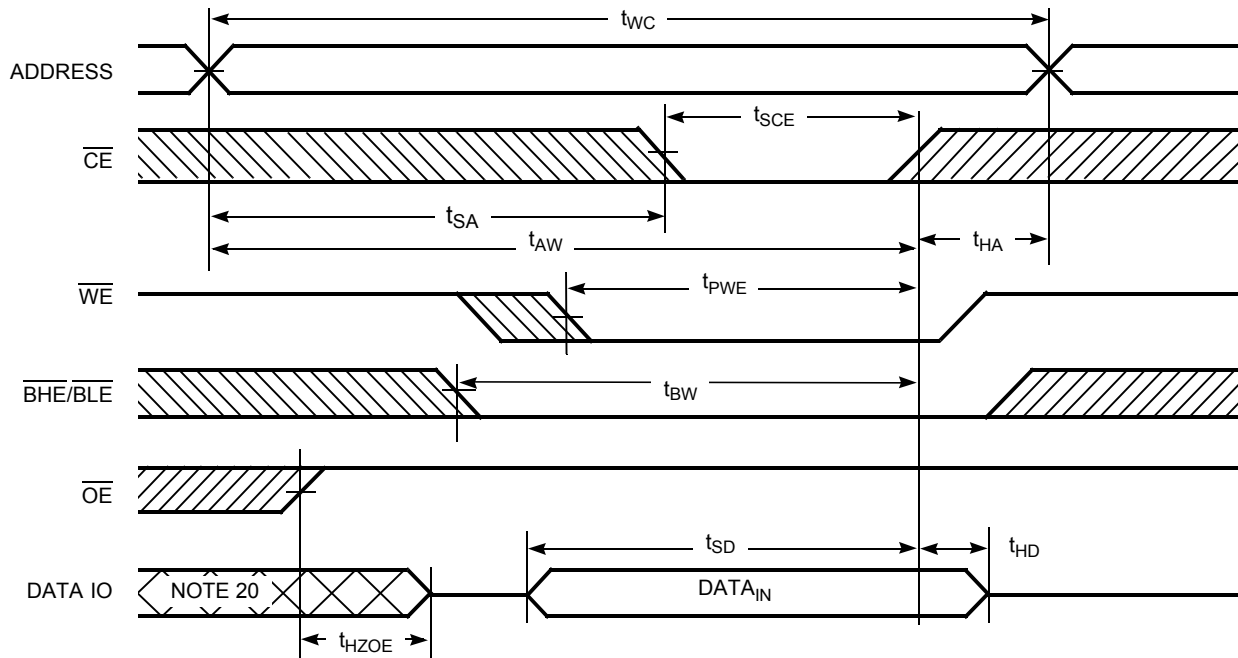 tWC
ADDRESS
tSCE
CE
tSA
tAW
tHA
WE
tPWE
BHE/BLE
tBW
OE
tSD
tHD
DATA IO
NOTE 20
DATAIN
tHZOE